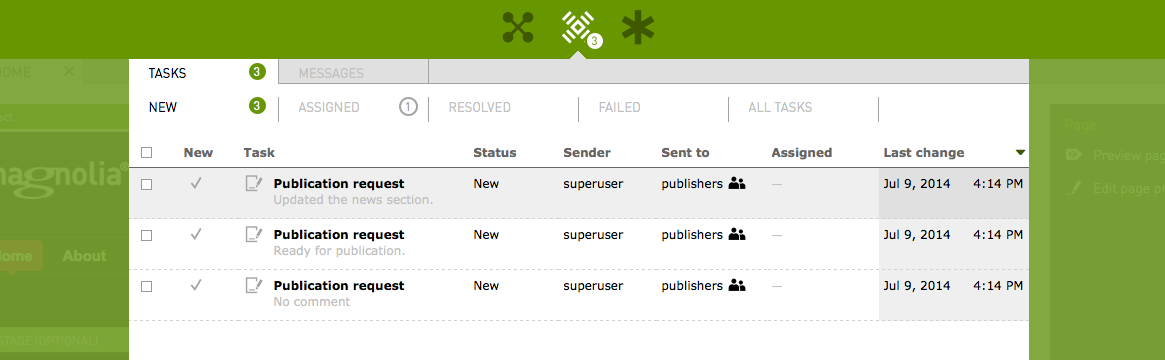 3
TASKS 3 MESSAGES
NEW 3 ASSIGNED 1 RESOLVED FAILED ALL TASKS
New Task Status Sender Sent to Assigned Last change
Publication request New superuser publishers — Jul 9, 2014 4:14 PM
Updated the news section.
Publication request New superuser publishers — Jul 9, 2014 4:14 PM
Ready for publication.
Publication request New superuser publishers — Jul 9, 2014 4:14 PM
No comment
OME
agnolia®
ome About
STAGE (OPTIONAL)
Page
Preview pag
Edit page pr